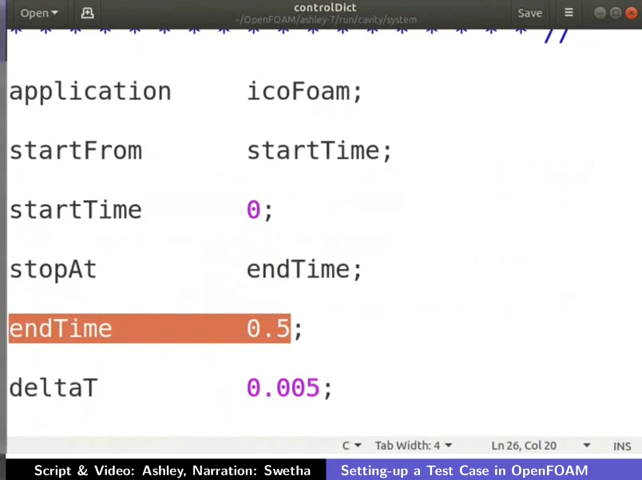 Open
controlDict
~/OpenFOAM/ashley-7/run/cavity/system
Save
* * * * * * * * * * * * * * * * * * //
application icoFoam;
startFrom startTime;
startTime 0;
stopAt endTime;
endTime 0.5;
deltaT 0.005;
C Tab Width: 4 Ln 26, Col 20 INS
Script & Video: Ashley, Narration: Swetha Setting-up a Test Case in OpenFOAM